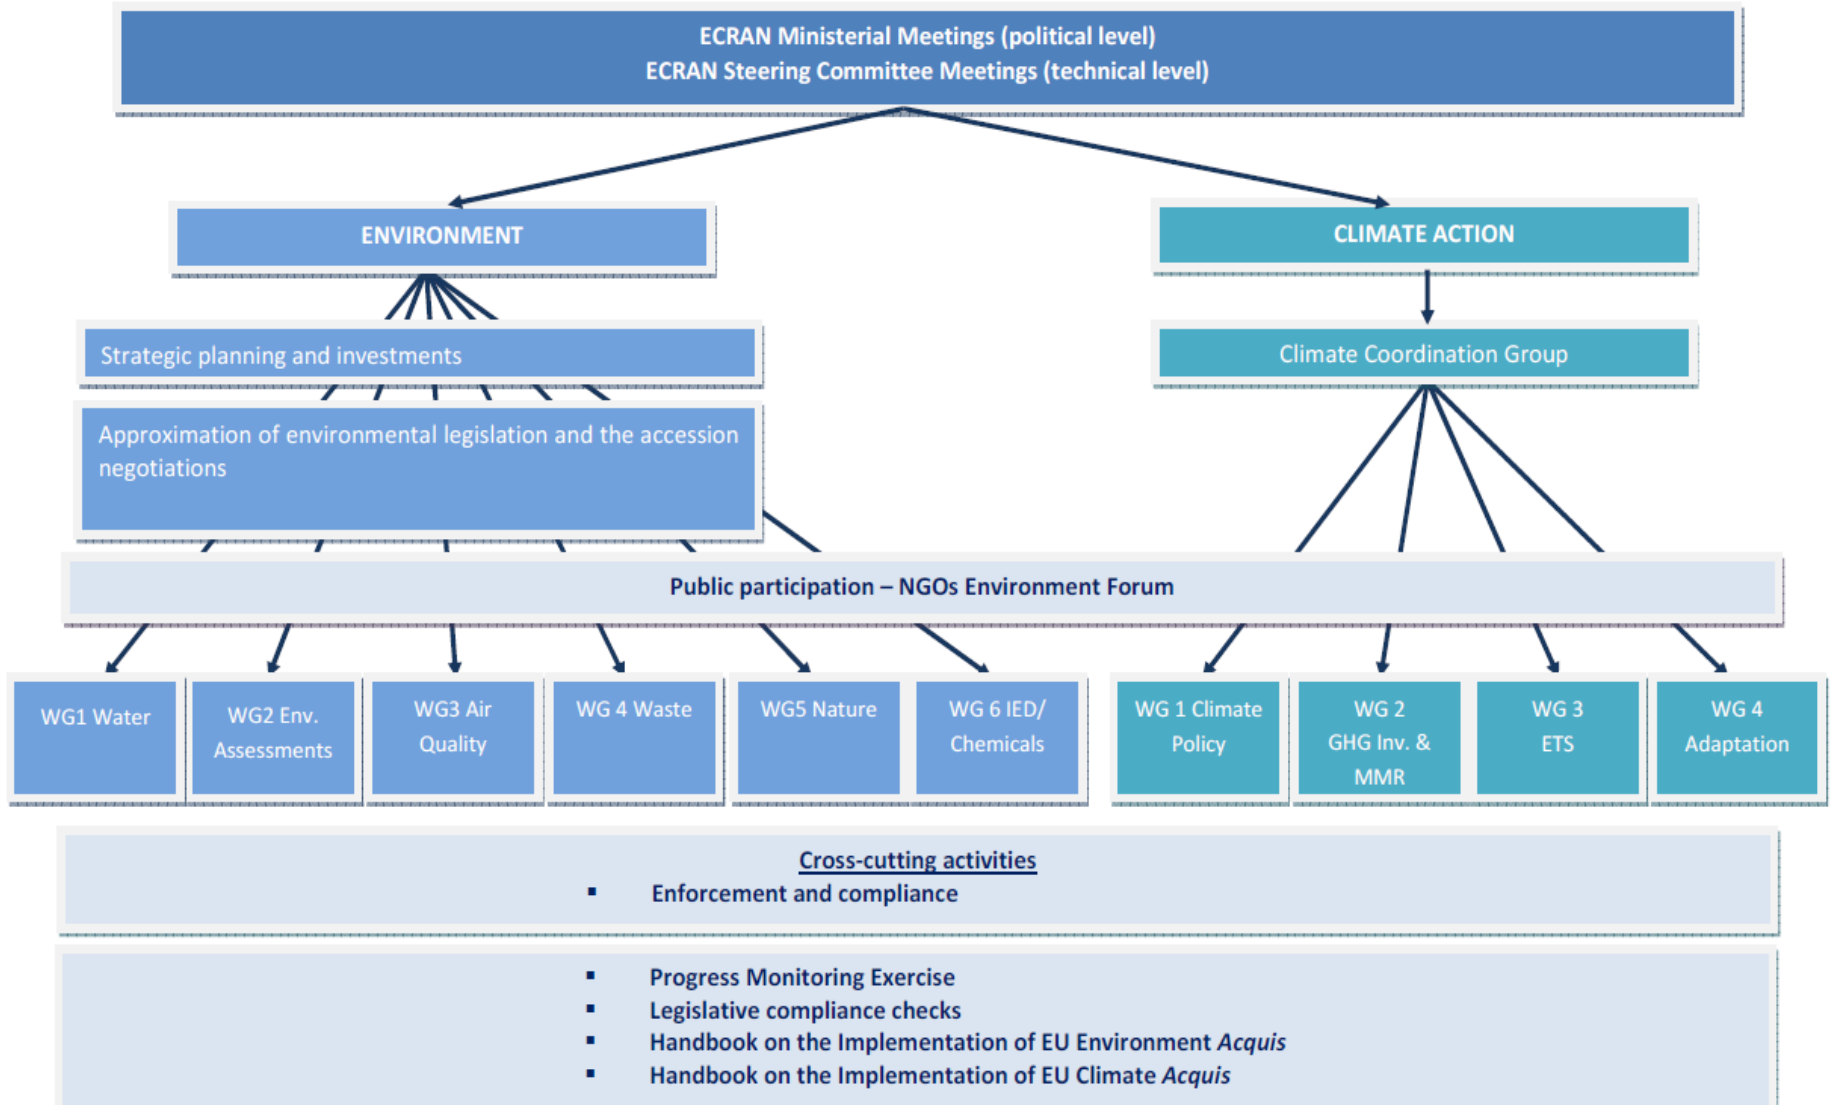 ECRAN Ministerial Meetings (political level)
ECRAN Steering Committee Meetings (technical level)
ENVIRONMENT
CLIMATE ACTION
Strategic planning and investments
Climate Coordination Group
Approximation of environmental legislation and the accession
negotiations
Public participation – NGOs Environment Forum
WG1 Water
WG2 Env.
Assessments
WG3 Air
Quality
WG 4 Waste
WG5 Nature
WG 6 IED/
Chemicals
WG 1 Climate
Policy
WG 2
GHG Inv. &
MMR
WG 3
ETS
WG 4
Adaptation
Cross-cutting activities
▪ Enforcement and compliance
▪ Progress Monitoring Exercise
▪ Legislative compliance checks
▪ Handbook on the Implementation of EU Environment Acquis
▪ Handbook on the Implementation of EU Climate Acquis